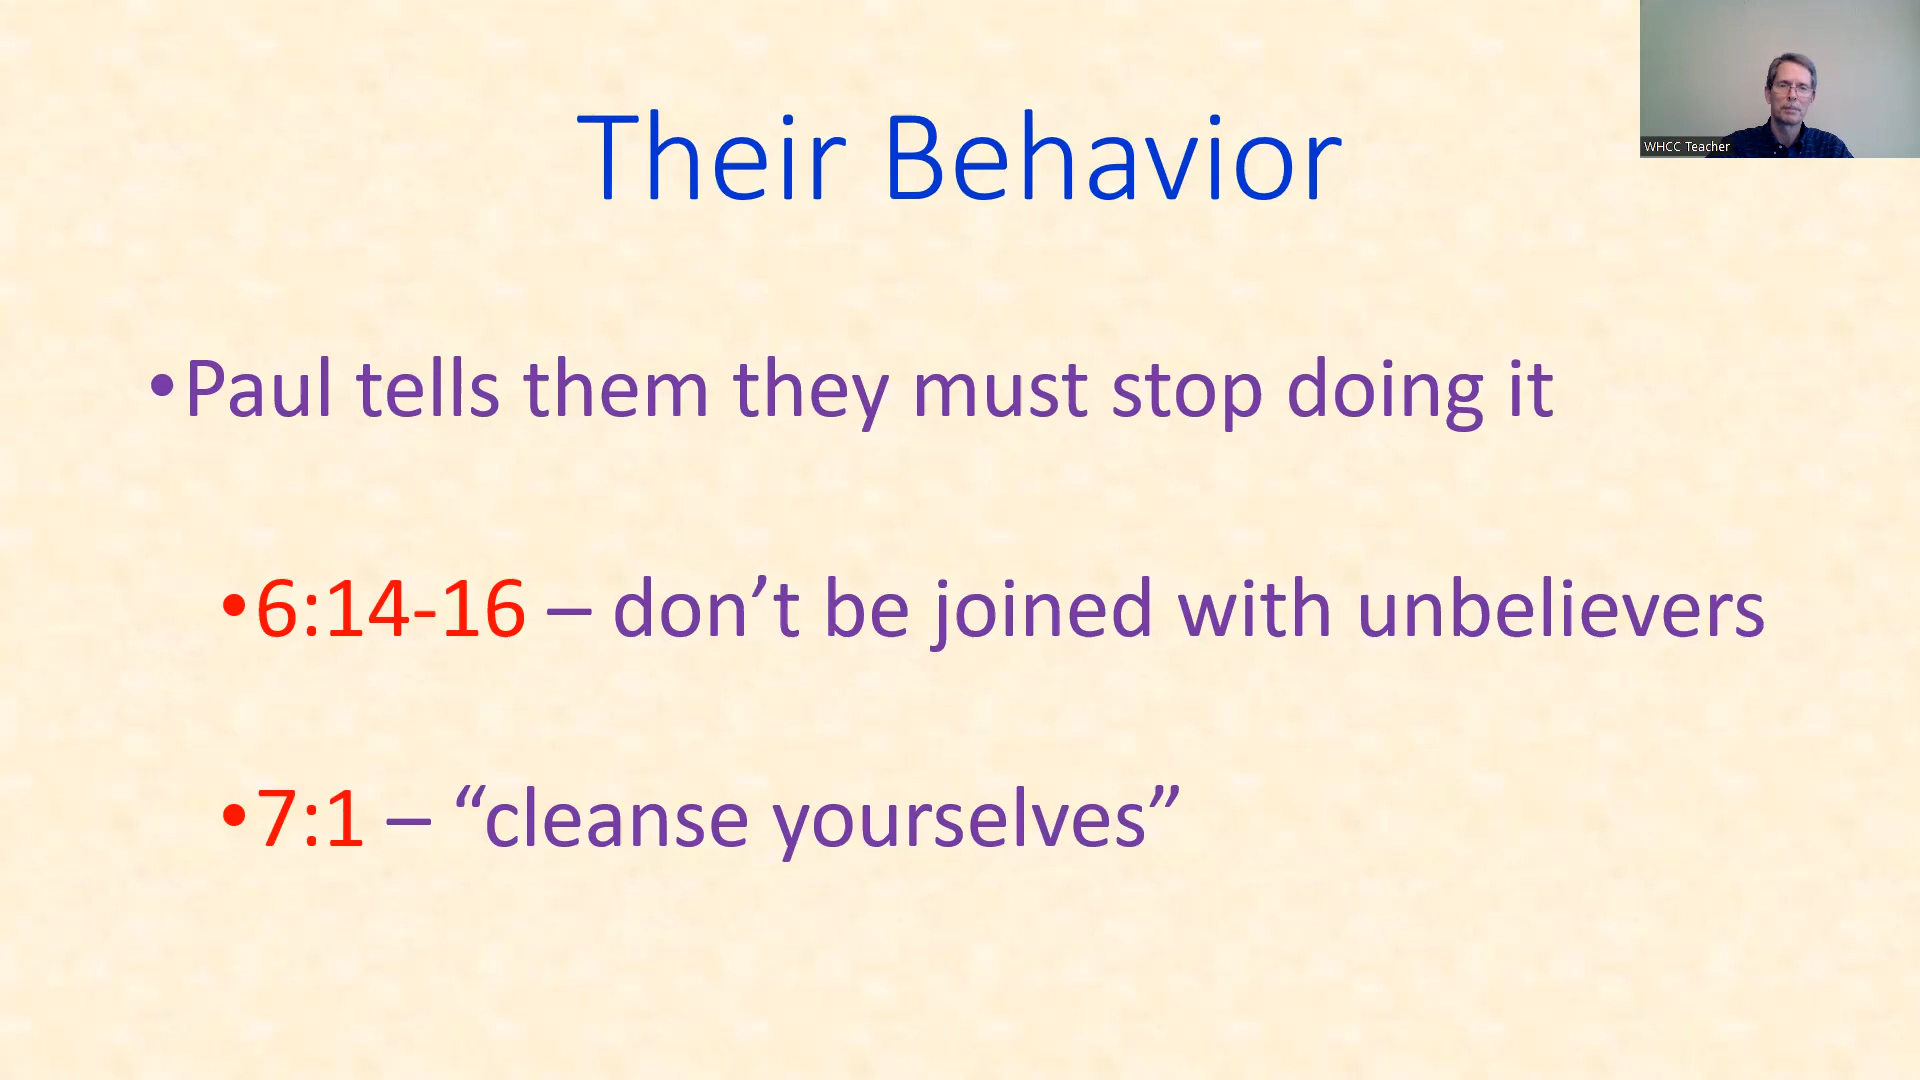 Their Behavior
WHCC Teacher
•Paul tells them they must stop doing it
•6:14-16 – don’t be joined with unbelievers
•7:1 – “cleanse yourselves”